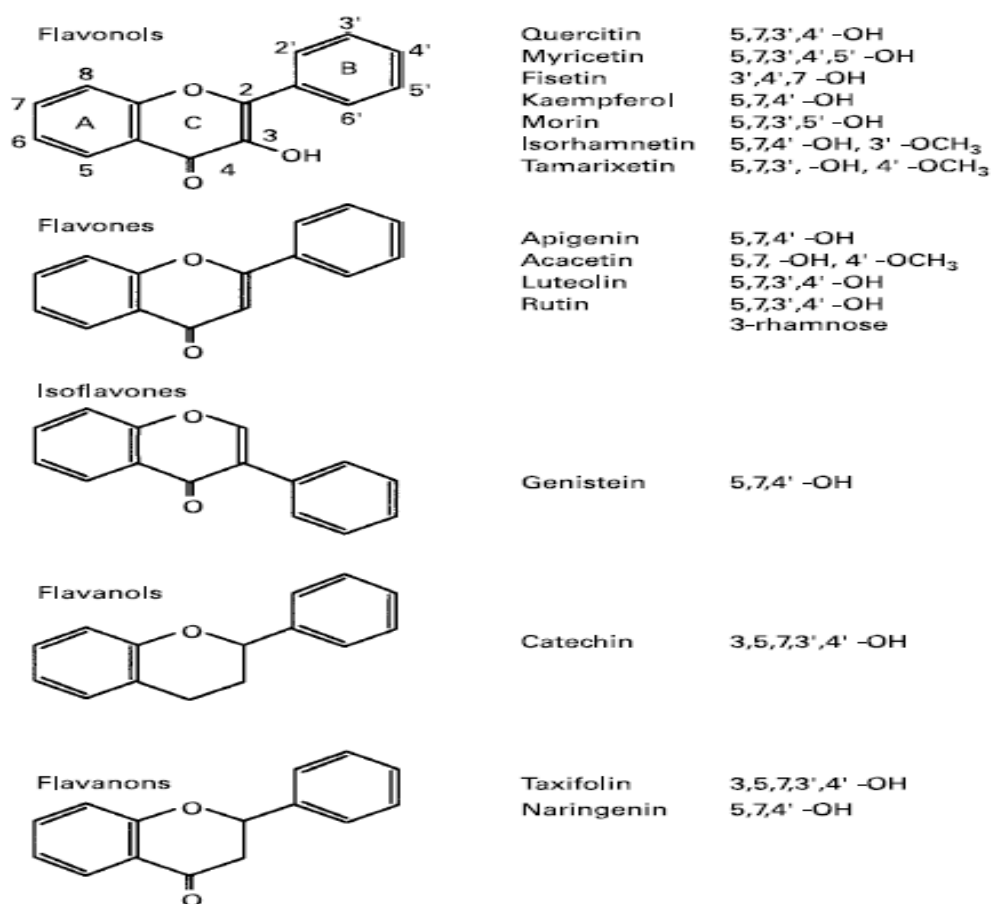 Flavonols
3'
2'
4'
B
5'
6'
8
O
2
7
A
C
3
6
OH
5
4
O
Quercitin 5,7,3',4' -OH
Myricetin 5,7,3',4',5' -OH
Fisetin 3',4',7 -OH
Kaempferol 5,7,4' -OH
Morin 5,7,3',5' -OH
Isorhamnetin 5,7,4' -OH, 3' -OCH₃
Tamarixetin 5,7,3', -OH, 4' -OCH₃
Flavones
O
O
Apigenin 5,7,4' -OH
Acacetin 5,7, -OH, 4' -OCH₃
Luteolin 5,7,3',4' -OH
Rutin 5,7,3',4' -OH
3-rhamnose
Isoflavones
O
O
Genistein 5,7,4' -OH
Flavanols
O
Catechin 3,5,7,3',4' -OH
Flavanons
O
O
Taxifolin 3,5,7,3',4' -OH
Naringenin 5,7,4' -OH